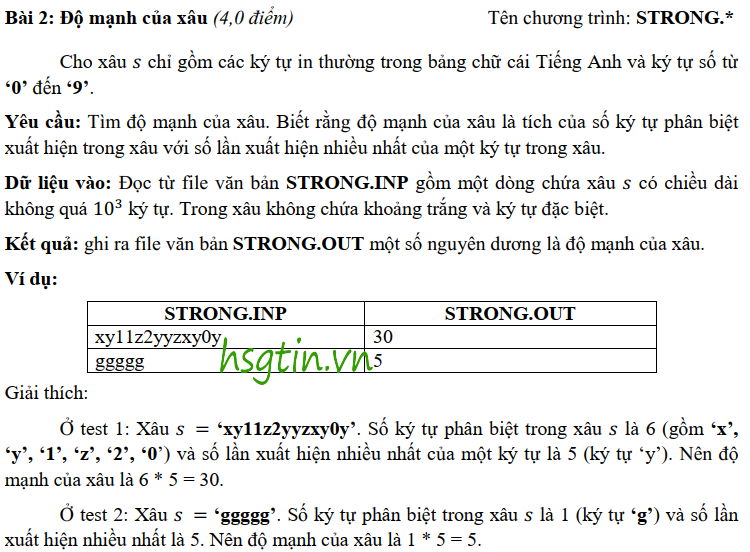 Bài 2: Độ mạnh của xâu (4,0 điểm) Tên chương trình: STRONG.*
Cho xâu s chỉ gồm các ký tự in thường trong bảng chữ cái Tiếng Anh và ký tự số từ
‘0’ đến ‘9’.
Yêu cầu: Tìm độ mạnh của xâu. Biết rằng độ mạnh của xâu là tích của số ký tự phân biệt
xuất hiện trong xâu với số lần xuất hiện nhiều nhất của một ký tự trong xâu.
Dữ liệu vào: Đọc từ file văn bản STRONG.INP gồm một dòng chứa xâu s có chiều dài
không quá 10³ ký tự. Trong xâu không chứa khoảng trắng và ký tự đặc biệt.
Kết quả: ghi ra file văn bản STRONG.OUT một số nguyên dương là độ mạnh của xâu.
Ví dụ:
STRONG.INP STRONG.OUT
xy11z2yyzxy0y 30
ggggg 5
hsgtin.vn
Giải thích:
Ở test 1: Xâu s = ‘xy11z2yyzxy0y’. Số ký tự phân biệt trong xâu s là 6 (gồm ‘x’,
‘y’, ‘1’, ‘z’, ‘2’, ‘0’) và số lần xuất hiện nhiều nhất của một ký tự là 5 (ký tự ‘y’). Nên độ
mạnh của xâu là 6 * 5 = 30.
Ở test 2: Xâu s = ‘ggggg’. Số ký tự phân biệt trong xâu s là 1 (ký tự ‘g’) và số lần
xuất hiện nhiều nhất là 5. Nên độ mạnh của xâu là 1 * 5 = 5.